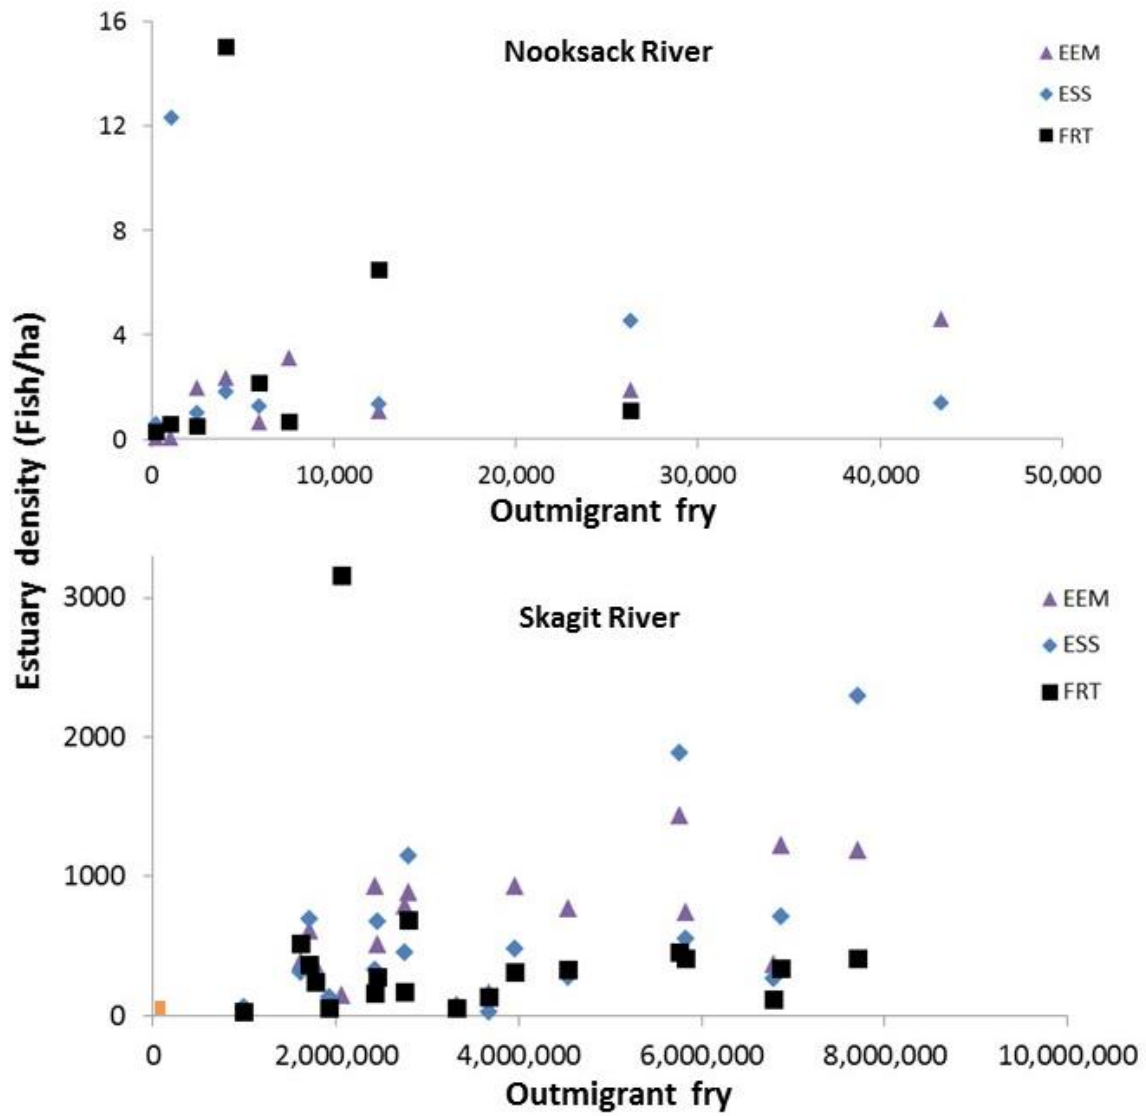 16
Nooksack River
EEM
12
ESS
FRT
8
4
0
0 10,000 20,000 30,000 40,000 50,000
Outmigrant fry
Estuary density (Fish/ha)
3000
Skagit River
EEM
ESS
FRT
2000
1000
0
0 2,000,000 4,000,000 6,000,000 8,000,000 10,000,000
Outmigrant fry